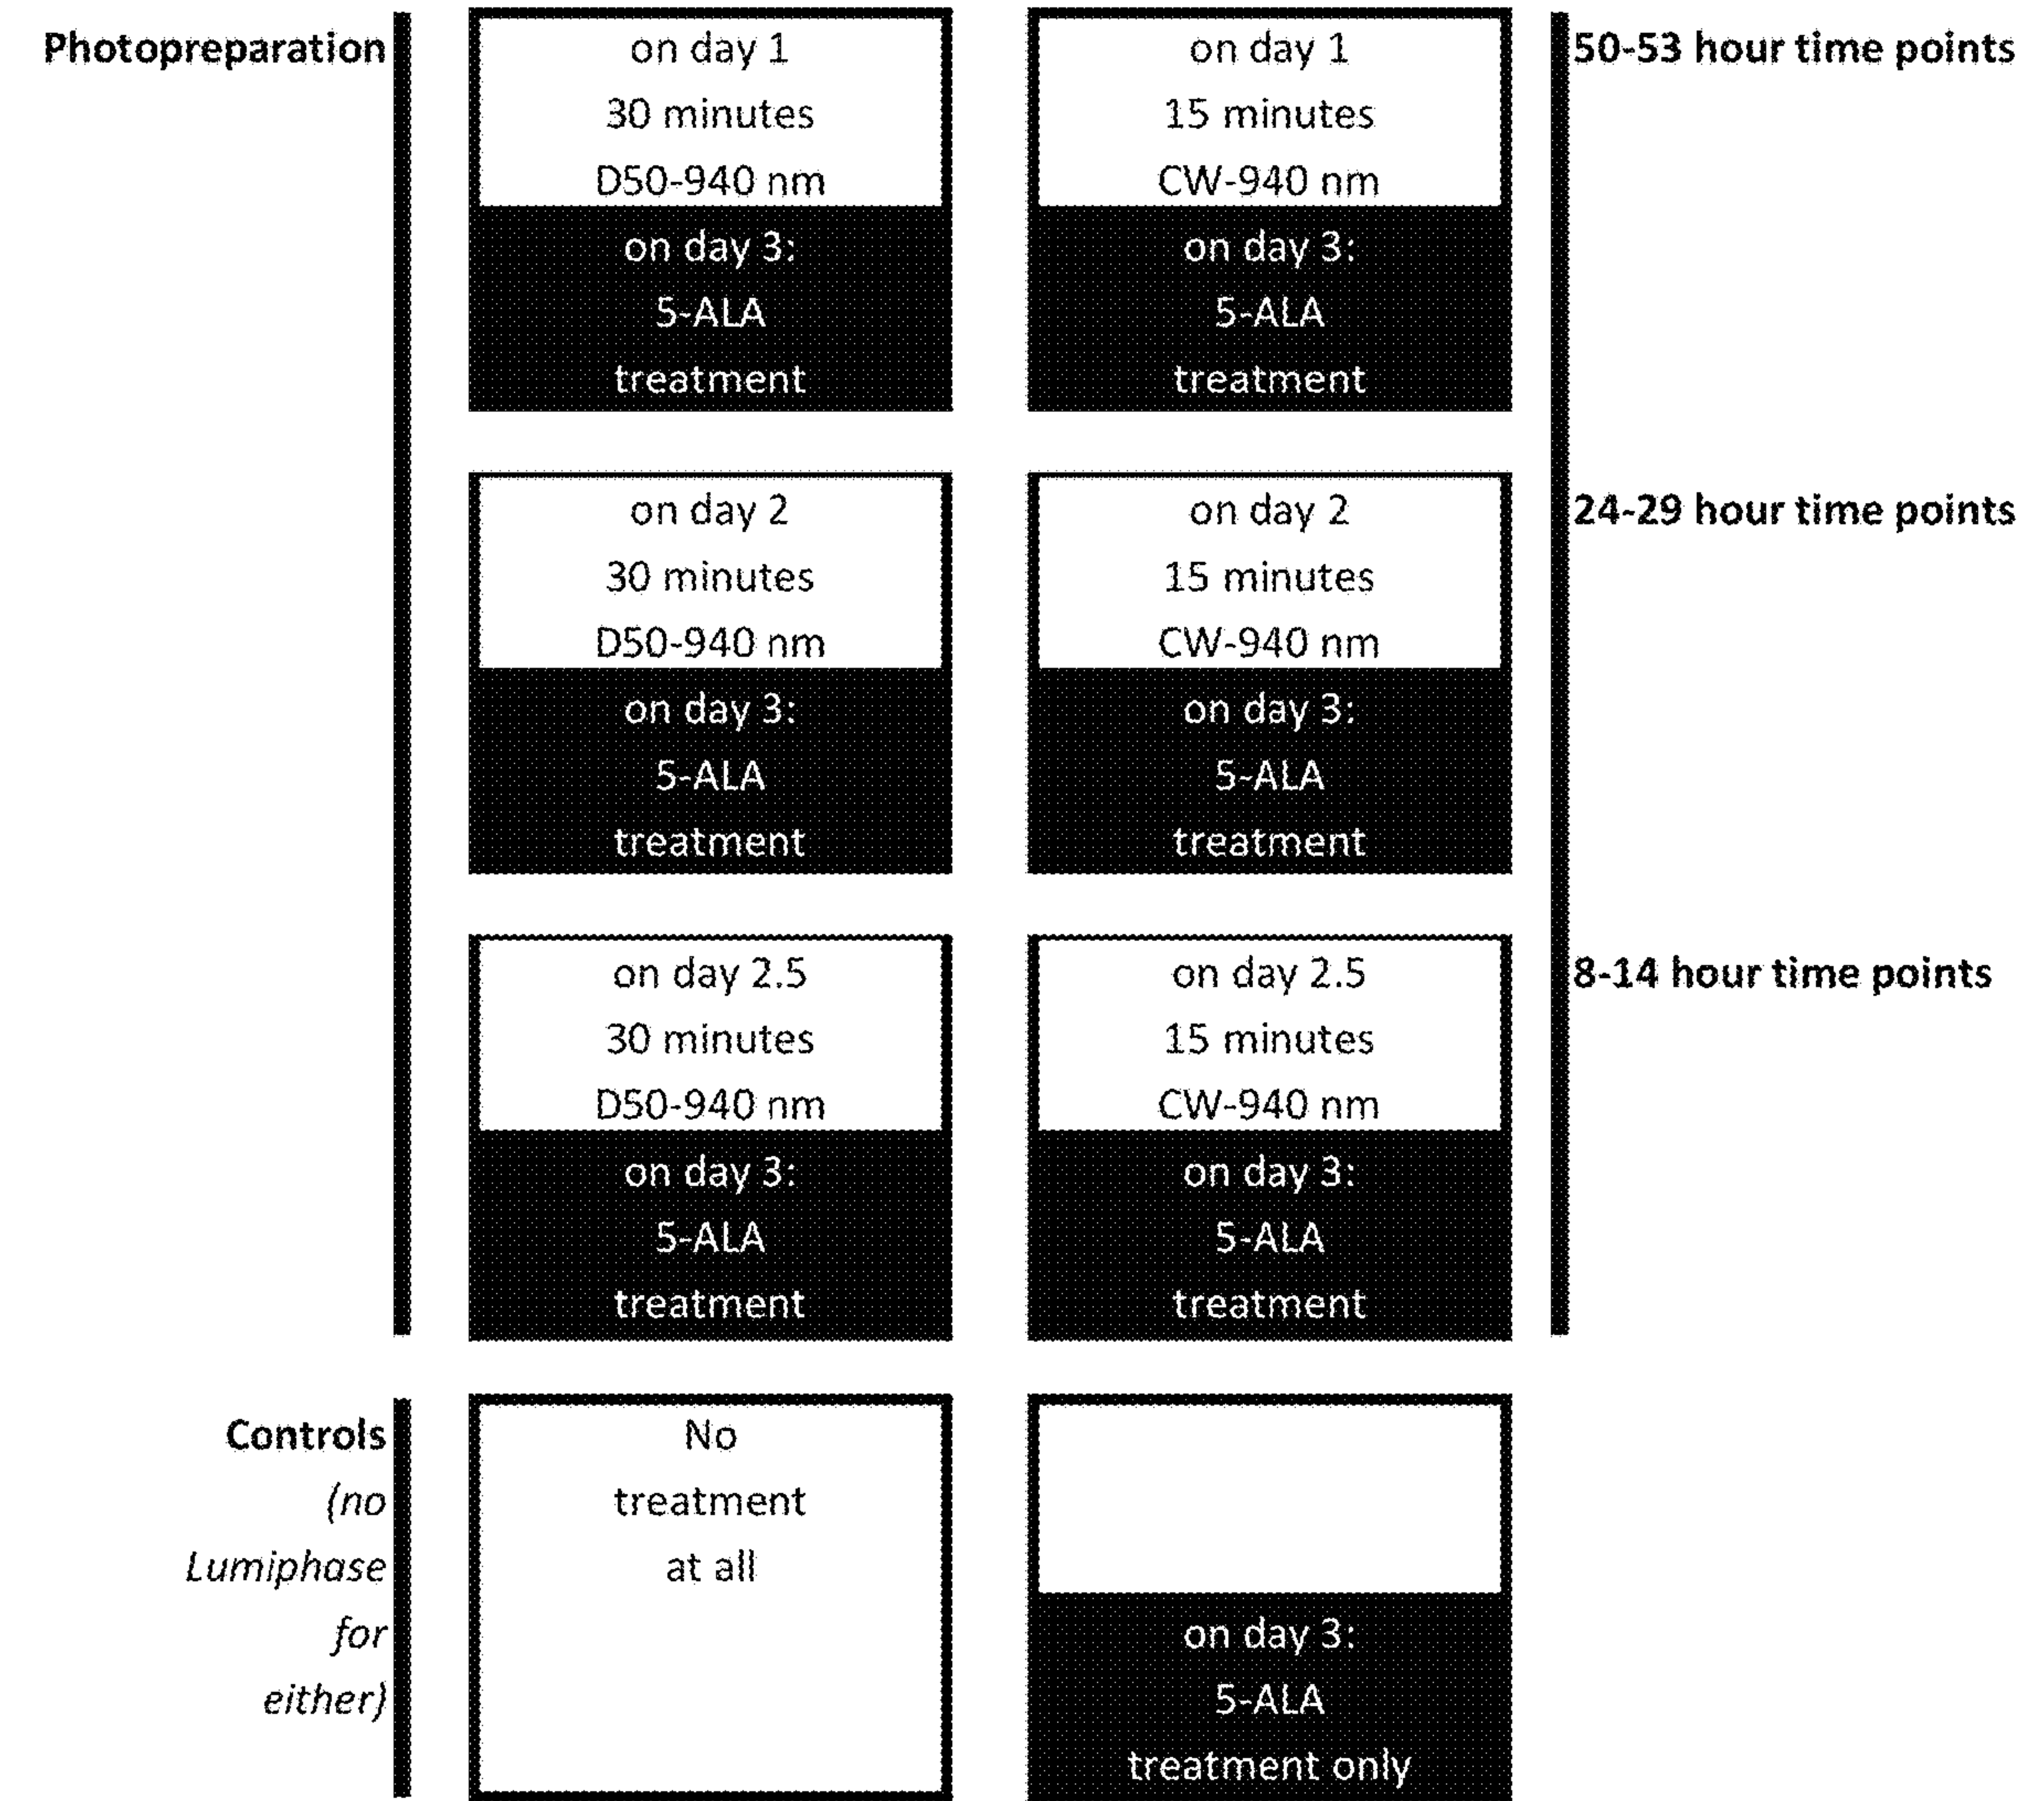 Photopreparation
on day 1
30 minutes
D50-940 nm
on day 3:
5-ALA
treatment
on day 1
15 minutes
CW-940 nm
on day 3:
5-ALA
treatment
50-53 hour time points
on day 2
30 minutes
D50-940 nm
on day 3:
5-ALA
treatment
on day 2
15 minutes
CW-940 nm
on day 3:
5-ALA
treatment
24-29 hour time points
on day 2.5
30 minutes
D50-940 nm
on day 3:
5-ALA
treatment
on day 2.5
15 minutes
CW-940 nm
on day 3:
5-ALA
treatment
8-14 hour time points
Controls
(no
Lumiphase
for
either)
No
treatment
at all
on day 3:
5-ALA
treatment only